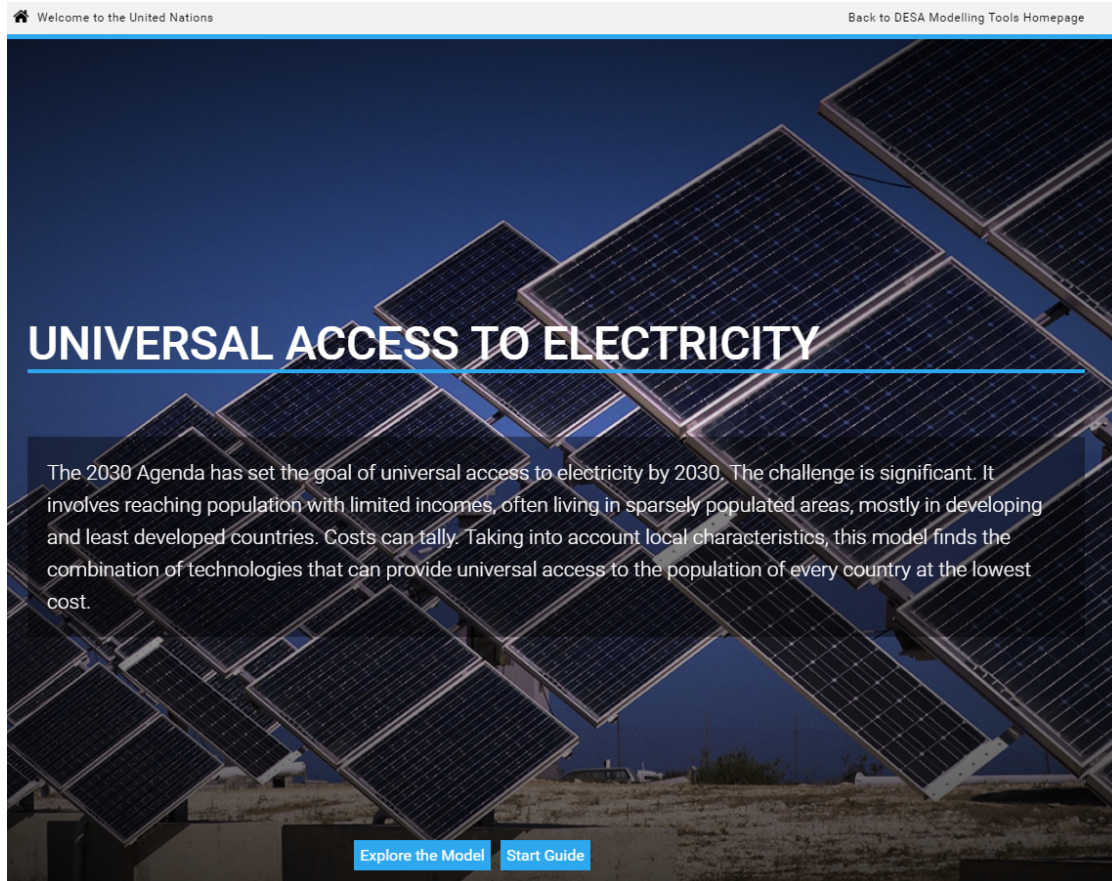 Welcome to the United Nations
Back to DESA Modelling Tools Homepage
UNIVERSAL ACCESS TO ELECTRICITY
The 2030 Agenda has set the goal of universal access to electricity by 2030. The challenge is significant. It
involves reaching population with limited incomes, often living in sparsely populated areas, mostly in developing
and least developed countries. Costs can tally. Taking into account local characteristics, this model finds the
combination of technologies that can provide universal access to the population of every country at the lowest
cost.
Explore the Model
Start Guide